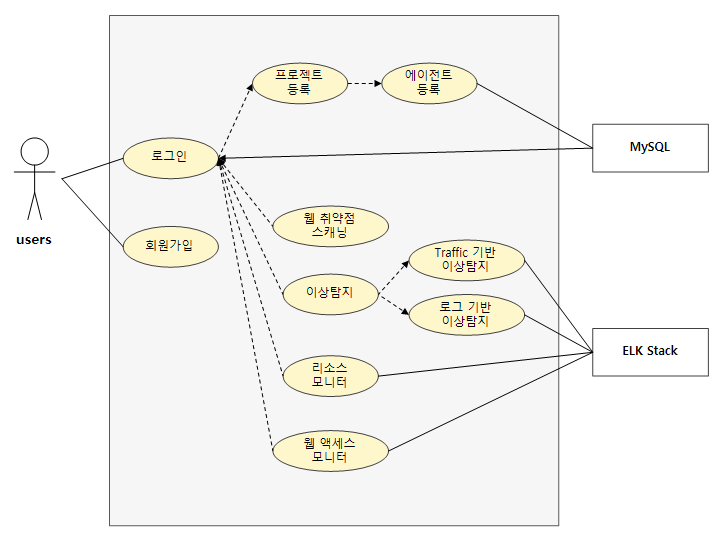 프로젝트
등록
에이전트
등록
MySQL
로그인
users
회원가입
웹 취약점
스캐닝
Traffic 기반
이상탐지
이상탐지
로그 기반
이상탐지
ELK Stack
리소스
모니터
웹 액세스
모니터